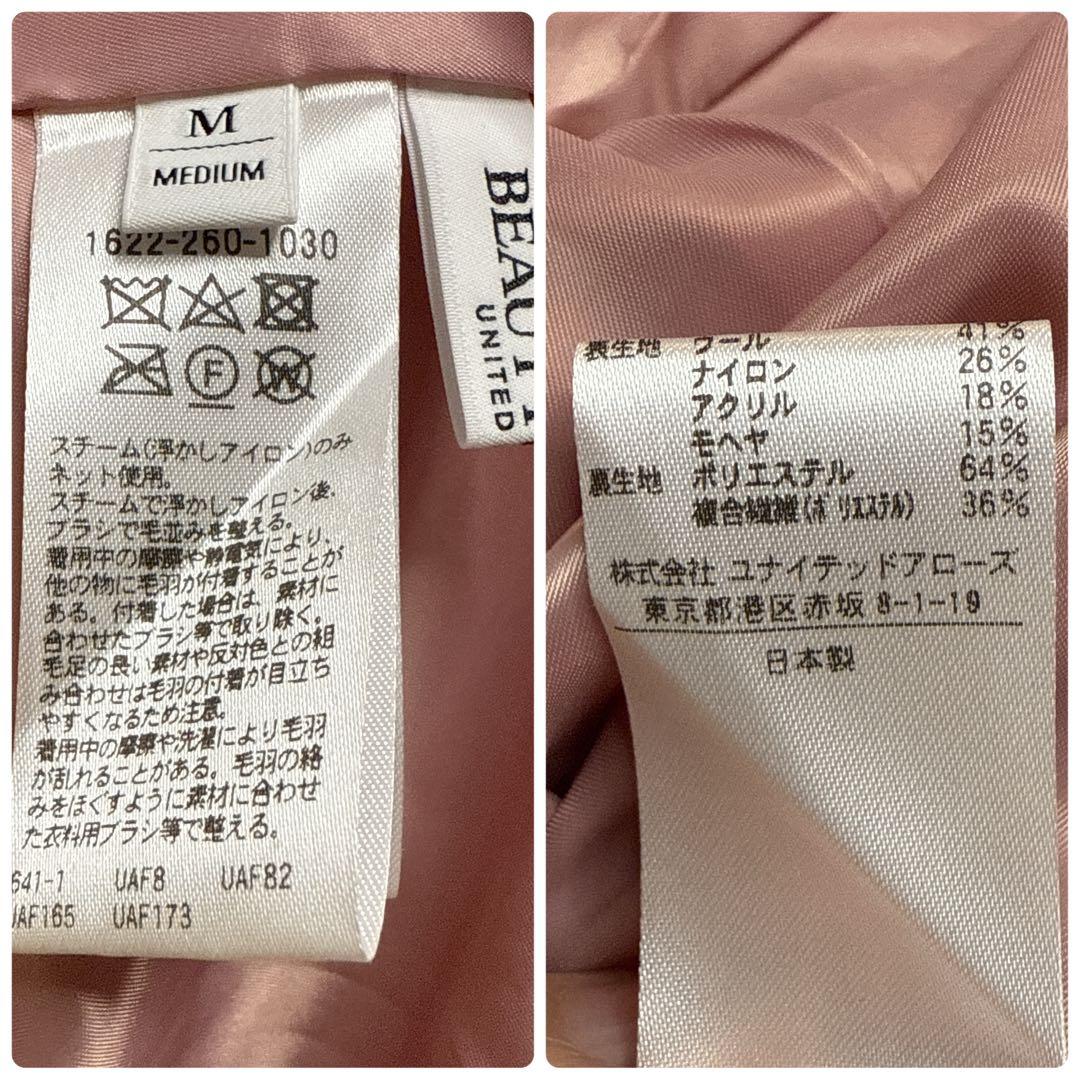 M
MEDIUM
1622-260-1030
F
W
スチーム(浮かしアイロン)のみ
ネット使用。
スチームで浮かしアイロン後、
ブラシで毛並みを整える。
着用中の摩擦や静電気により、
他の物に毛羽が付着することが
ある。付着した場合は、素材に
合わせたブラシ等で取り除く。
毛足の長い素材や反対色との組
み合わせは毛羽の付着が目立ち
やすくなるため注意。
着用中の摩擦や洗濯により毛羽
が乱れることがある。毛羽の絡
みをほぐすように素材に合わせ
た衣料用ブラシ等で整える。
641-1 UAF8 UAF82
UAF165 UAF173
UNITED
表生地 ウール 41%
ナイロン 26%
アクリル 18%
モヘヤ 15%
裏生地 ポリエステル 64%
複合繊維(ポリエステル) 36%
株式会社 ユナイテッドアローズ
東京都港区赤坂 8-1-19
日本製